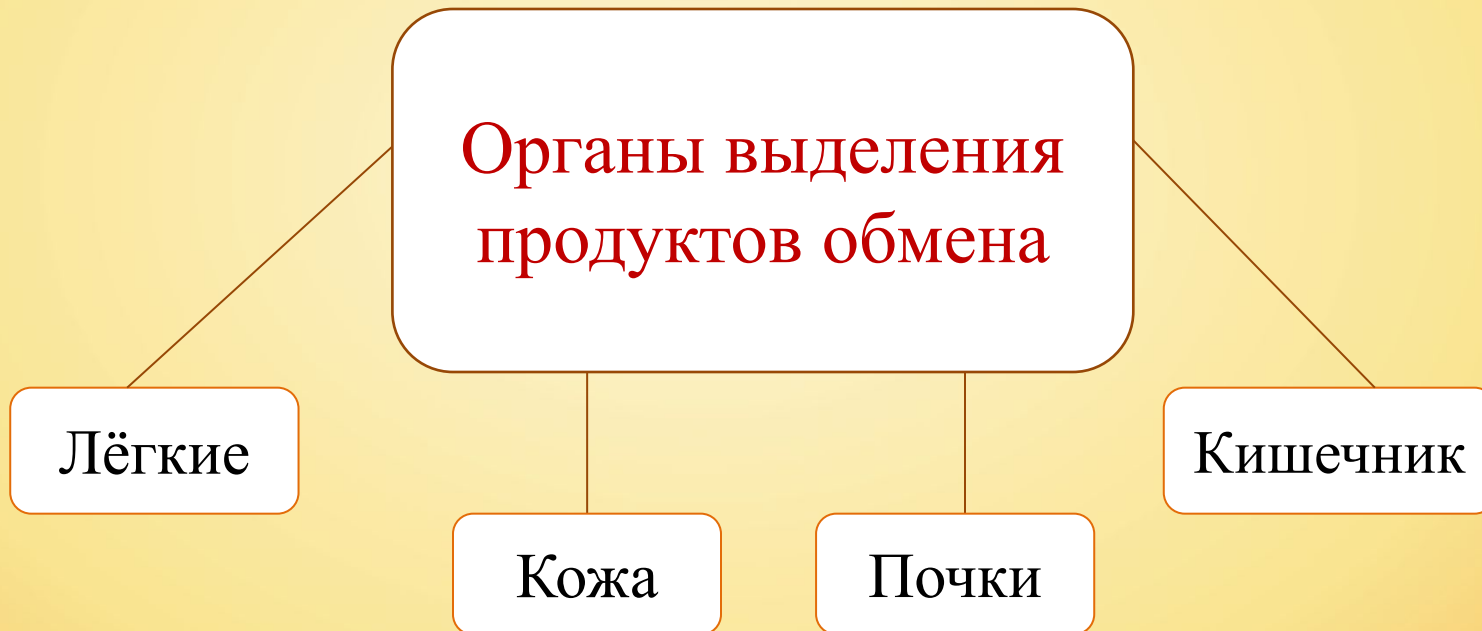 Органы выделения
продуктов обмена
Лёгкие
Кишечник
Кожа
Почки